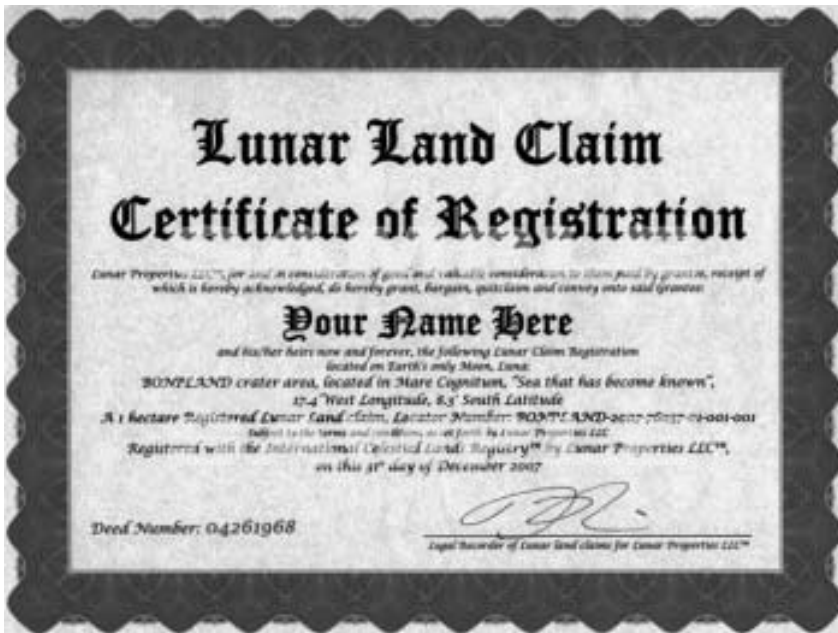 Lunar Land Claim
Certificate of Registration
Lunar Properties LLC™, for and in consideration of good and valuable consideration to them paid by grantee, receipt of
which is hereby acknowledged, do hereby grant, bargain, quitclaim and convey onto said grantee:
Your Name Here
and his/her heirs now and forever, the following Lunar Claim Registration
located on Earth's only Moon, Luna:
BONPLAND crater area, located in Mare Cognitum, "Sea that has become known",
17.4° West Longitude, 8.3° South Latitude
A 1 hectare Registered Lunar Land claim, Locator Number:
Subject to the terms and conditions as set forth by Lunar Properties LLC
Registered with the International Celestial Lands Registry™ by Lunar Properties LLC™,
on this 31st day of December 2007
Deed Number: 04261968
Legal Recorder of Lunar land claims for Lunar Properties LLC™